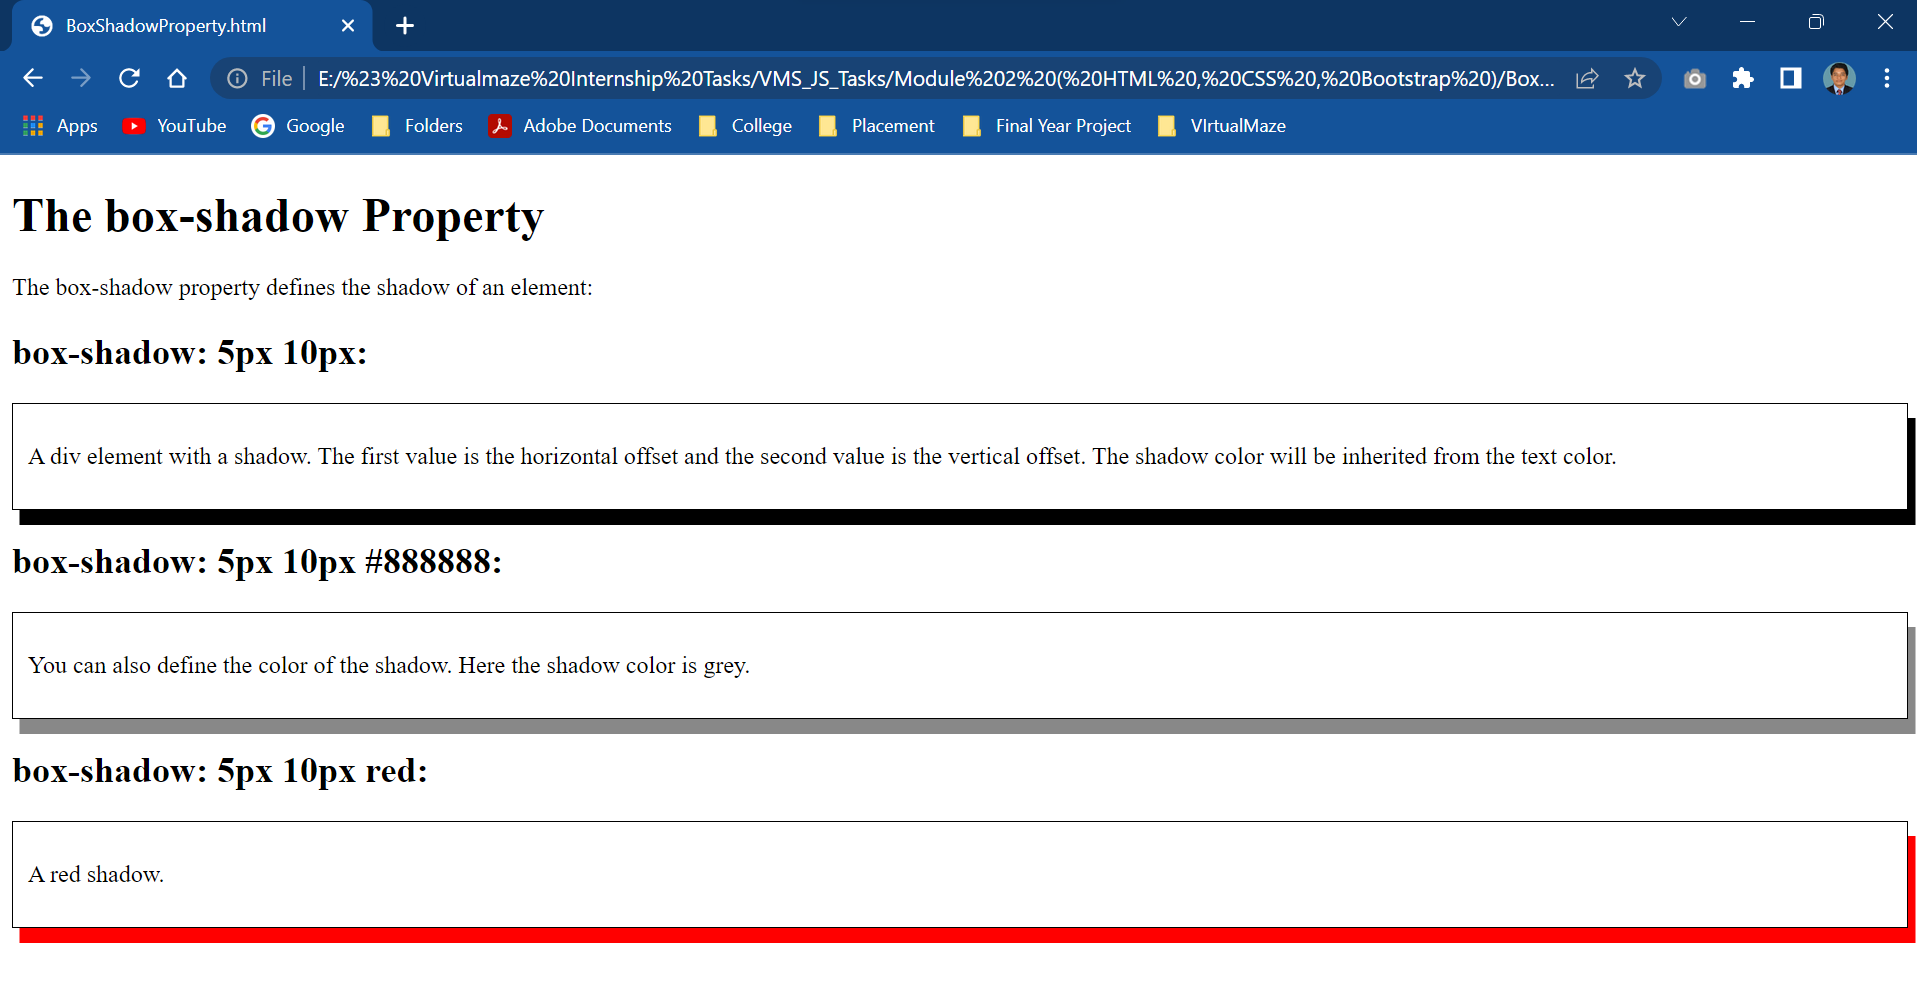 BoxShadowProperty.html
File
E:/%23%20Virtualmaze%20Internship%20Tasks/VMS_JS_Tasks/Module%202%20(%20HTML%20,%20CSS%20,%20Bootstrap%20)/Box...
Apps YouTube Google Folders Adobe Documents College Placement Final Year Project VIrtualMaze
The box-shadow Property
The box-shadow property defines the shadow of an element:
box-shadow: 5px 10px:
A div element with a shadow. The first value is the horizontal offset and the second value is the vertical offset. The shadow color will be inherited from the text color.
box-shadow: 5px 10px #888888:
You can also define the color of the shadow. Here the shadow color is grey.
box-shadow: 5px 10px red:
A red shadow.